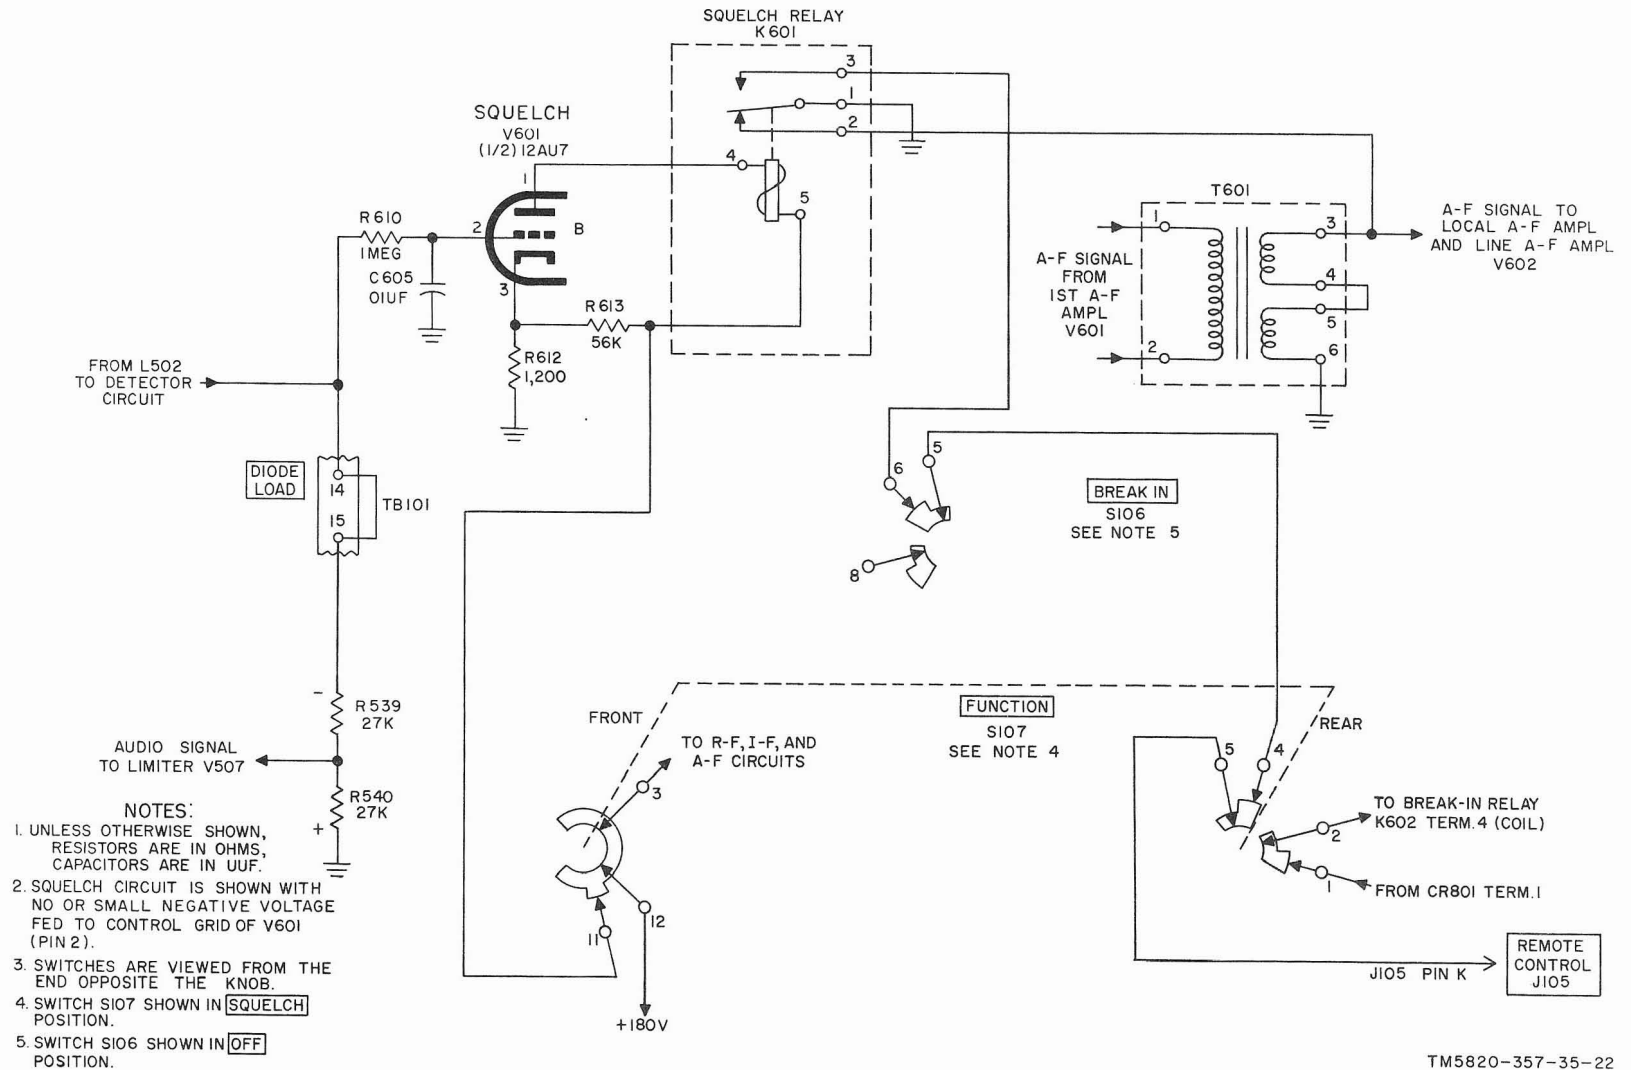 SQUELCH RELAY
K601
3
1
2
4
5
SQUELCH
V601
(1/2) 12AU7
1
2
B
3
R610
1MEG
C605
01UF
R613
56K
R612
1,200
FROM L502
TO DETECTOR
CIRCUIT
DIODE
LOAD
14
15
TB101
-
R539
27K
AUDIO SIGNAL
TO LIMITER V507
R540
27K
+
T601
1
2
3
4
5
6
A-F SIGNAL
FROM
1ST A-F
AMPL
V601
A-F SIGNAL TO
LOCAL A-F AMPL
AND LINE A-F AMPL
V602
6
5
8
BREAK IN
S106
SEE NOTE 5
FUNCTION
S107
SEE NOTE 4
FRONT
TO R-F, I-F, AND
A-F CIRCUITS
3
12
11
+180V
REAR
5
4
2
1
TO BREAK-IN RELAY
K602 TERM.4 (COIL)
FROM CR801 TERM.1
J105 PIN K
REMOTE
CONTROL
J105
NOTES:
1. UNLESS OTHERWISE SHOWN,
RESISTORS ARE IN OHMS,
CAPACITORS ARE IN UUF.
2. SQUELCH CIRCUIT IS SHOWN WITH
NO OR SMALL NEGATIVE VOLTAGE
FED TO CONTROL GRID OF V601
(PIN 2).
3. SWITCHES ARE VIEWED FROM THE
END OPPOSITE THE KNOB.
4. SWITCH S107 SHOWN IN SQUELCH
POSITION.
5. SWITCH S106 SHOWN IN OFF
POSITION.
TM5820-357-35-22